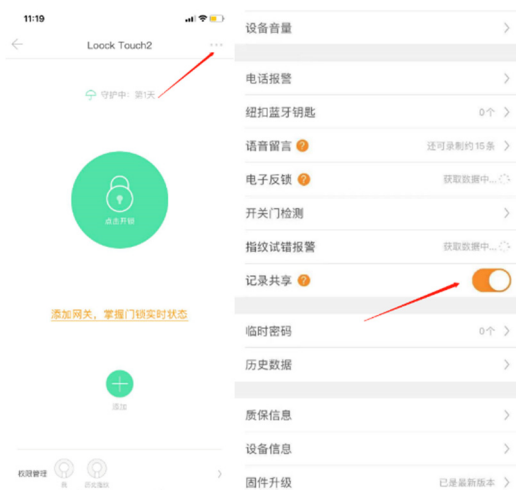 11:19
Loock Touch2
守护中：第1天
点击开锁
添加网关，掌握门锁实时状态
添加
权限管理
我
设备音量
电话报警
纽扣蓝牙钥匙 0个
语音留言 ? 还可录制约15条
电子反锁 ? 获取数据中...
开关门检测
指纹试错报警 获取数据中...
记录共享 ?
临时密码 0个
历史数据
质保信息
设备信息
固件升级 已是最新版本